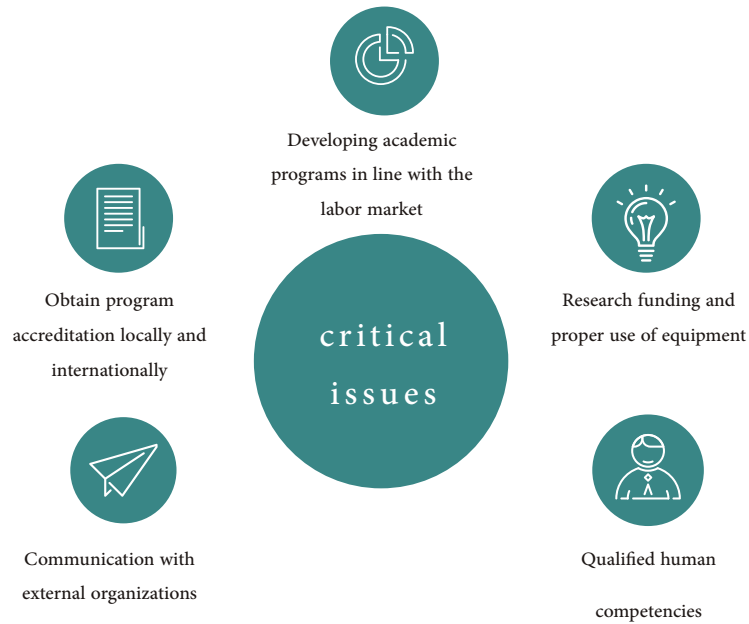 Developing academic
programs in line with the
labor market
Obtain program
accreditation locally and
internationally
Research funding and
proper use of equipment
critical
issues
Communication with
external organizations
Qualified human
competencies